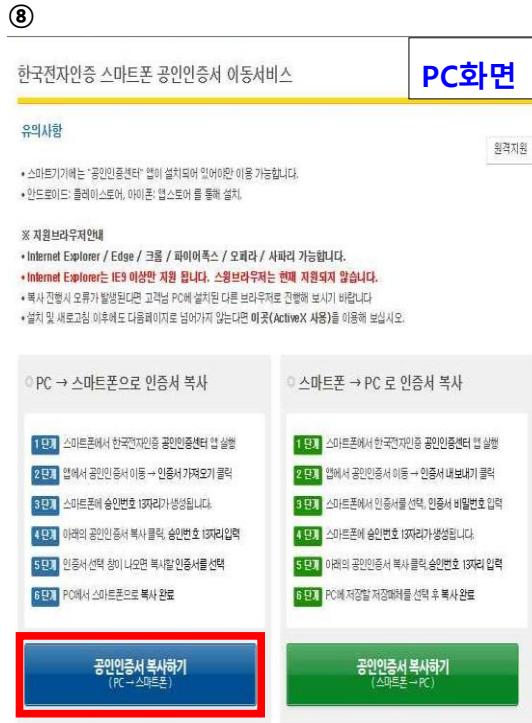 ⑧
한국전자인증 스마트폰 공인인증서 이동서비스
PC화면
유의사항
원격지원
• 스마트기기에는 "공인인증센터" 앱이 설치되어 있어야만 이용 가능합니다.
• 안드로이드: 플레이스토어, 아이폰: 앱스토어 를 통해 설치,
※ 지원브라우저안내
• Internet Explorer / Edge / 크롬 / 파이어폭스 / 오페라 / 사파리 가능합니다.
• Internet Explorer는 IE9 이상만 지원 됩니다. 스윙브라우저는 현재 지원되지 않습니다.
• 복사 진행시 오류가 발생된다면 고객님 PC에 설치된 다른 브라우저로 진행해 보시기 바랍니다
• 설치 및 새로고침 이후에도 다음페이지로 넘어가지 않는다면 이곳(ActiveX 사용)을 이용해 보십시오.
PC → 스마트폰으로 인증서 복사
1단계 스마트폰에서 한국전자인증 공인인증센터 앱 실행
2단계 앱에서 공인인증서 이동 → 인증서 가져오기 클릭
3단계 스마트폰에 승인번호 13자리가 생성됩니다.
4단계 아래의 공인인증서 복사 클릭, 승인번호 13자리 입력
5단계 인증서 선택 창이 나오면 복사할 인증서를 선택
6단계 PC에서 스마트폰으로 복사 완료
공인인증서 복사하기
(PC → 스마트폰)
스마트폰 → PC 로 인증서 복사
1단계 스마트폰에서 한국전자인증 공인인증센터 앱 실행
2단계 앱에서 공인인증서 이동 → 인증서 내보내기 클릭
3단계 스마트폰에서 인증서를 선택, 인증서 비밀번호 입력
4단계 스마트폰에 승인번호 13자리가 생성됩니다.
5단계 아래의 공인인증서 복사 클릭,승인번호 13자리 입력
6단계 PC에 저장할 저장매체를 선택 후 복사 완료
공인인증서 복사하기
(스마트폰 → PC)